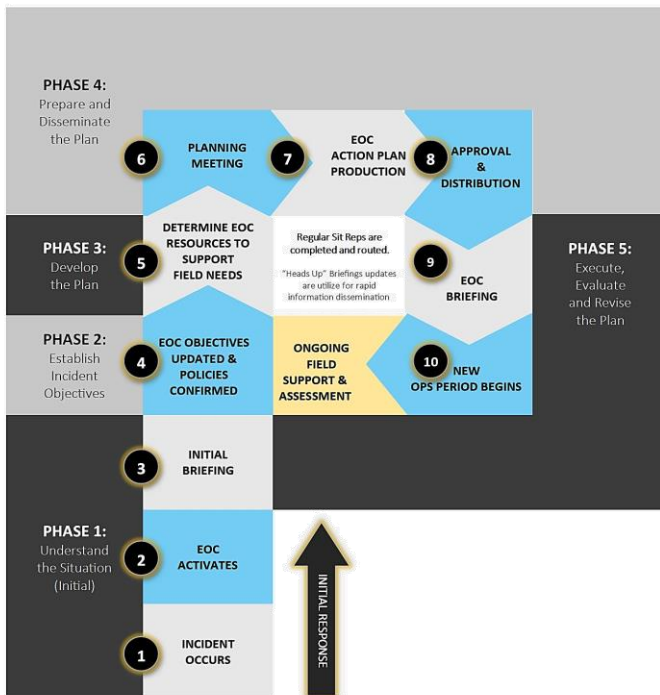 PHASE 4:
Prepare and
Disseminate
the Plan
6
PLANNING
MEETING
7
EOC
ACTION PLAN
PRODUCTION
8
APPROVAL
&
DISTRIBUTION
PHASE 3:
Develop
the Plan
5
DETERMINE EOC
RESOURCES TO
SUPPORT
FIELD NEEDS
Regular Sit Reps are
completed and routed.
“Heads Up” Briefings updates
are utilize for rapid
information dissemination
9
EOC
BRIEFING
PHASE 5:
Execute,
Evaluate
and Revise
the Plan
PHASE 2:
Establish
Incident
Objectives
4
EOC OBJECTIVES
UPDATED &
POLICIES
CONFIRMED
ONGOING
FIELD
SUPPORT &
ASSESSMENT
10
NEW
OPS PERIOD BEGINS
3
INITIAL
BRIEFING
PHASE 1:
Understand
the Situation
(Initial)
2
EOC
ACTIVATES
1
INCIDENT
OCCURS
INITIAL RESPONSE